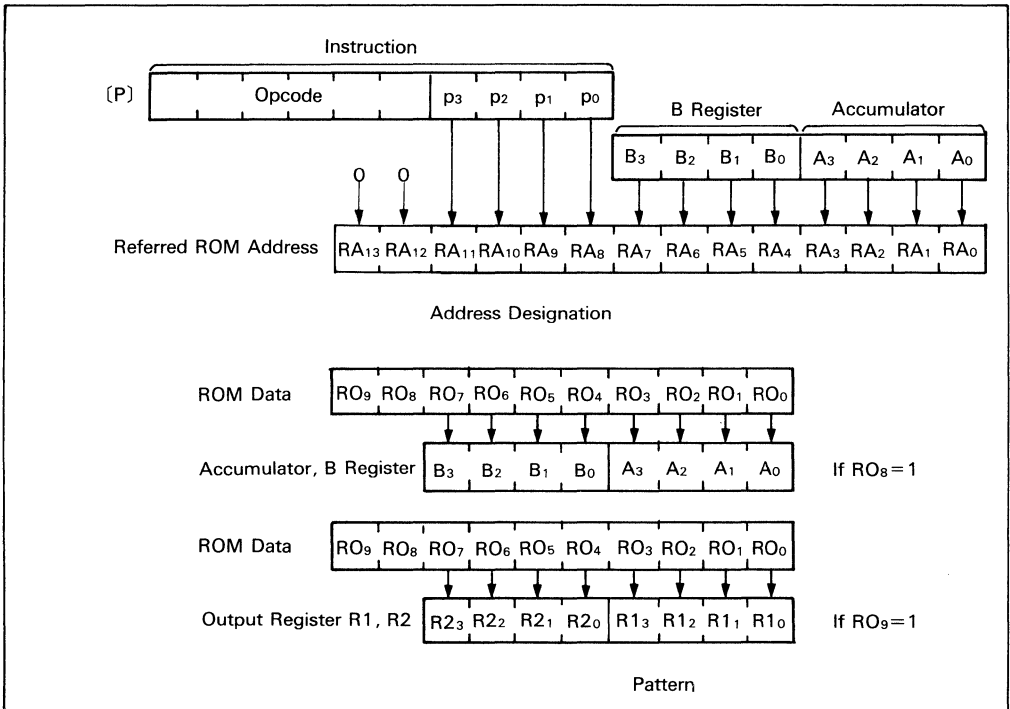 Instruction
[P] Opcode p3 p2 p1 p0
B Register Accumulator
B3 B2 B1 B0 A3 A2 A1 A0
0 0
Referred ROM Address RA13 RA12 RA11 RA10 RA9 RA8 RA7 RA6 RA5 RA4 RA3 RA2 RA1 RA0
Address Designation
ROM Data RO9 RO8 RO7 RO6 RO5 RO4 RO3 RO2 RO1 RO0
Accumulator, B Register B3 B2 B1 B0 A3 A2 A1 A0 If RO8=1
ROM Data RO9 RO8 RO7 RO6 RO5 RO4 RO3 RO2 RO1 RO0
Output Register R1, R2 R23 R22 R21 R20 R13 R12 R11 R10 If RO9=1
Pattern